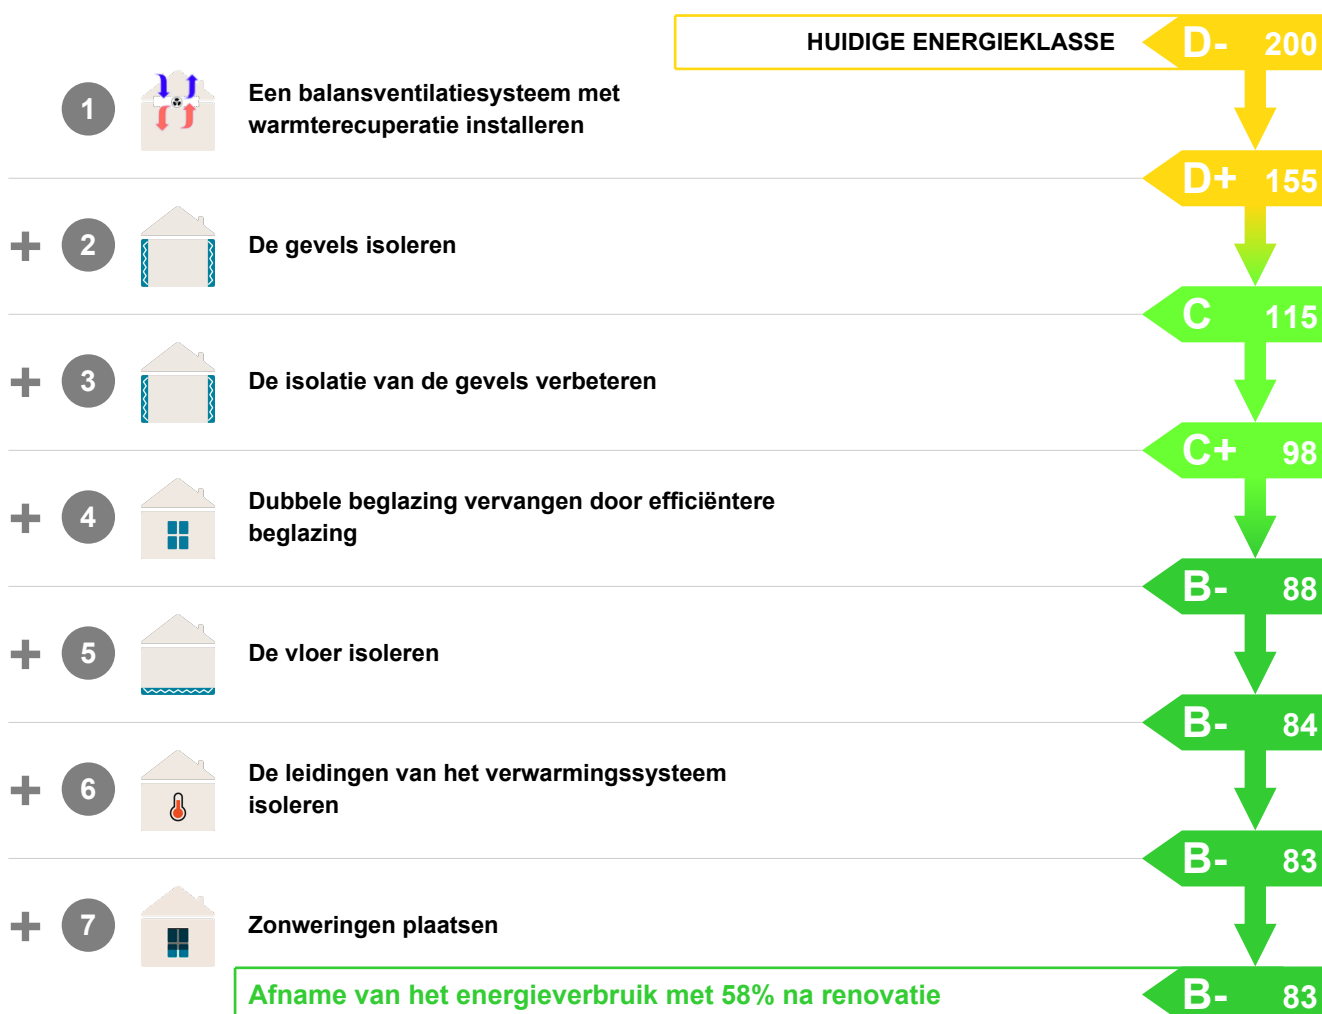 HUIDIGE ENERGIEKLASSE D- 200
1 Een balansventilatiesysteem met
warmterecuperatie installeren
D+ 155
+ 2 De gevels isoleren
C 115
+ 3 De isolatie van de gevels verbeteren
C+ 98
+ 4 Dubbele beglazing vervangen door efficiëntere
beglazing
B- 88
+ 5 De vloer isoleren
B- 84
+ 6 De leidingen van het verwarmingssysteem
isoleren
B- 83
+ 7 Zonweringen plaatsen
Afname van het energieverbruik met 58% na renovatie B- 83